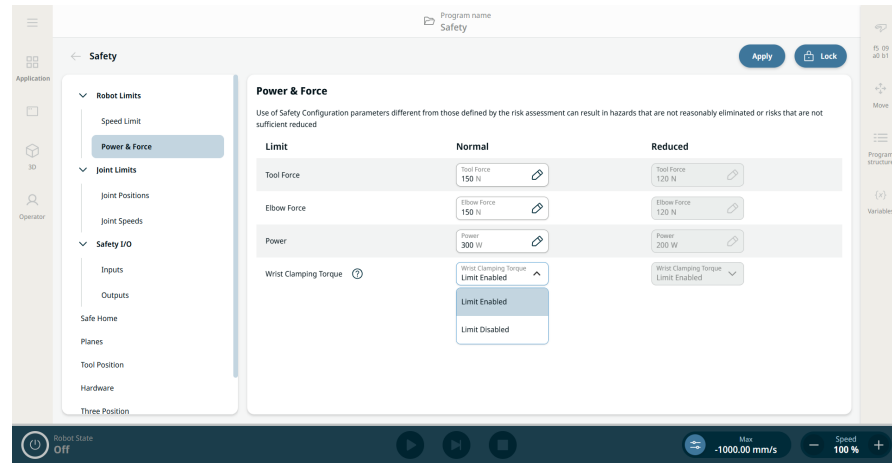 Program name
Safety
Application
3D
Operator
Safety
Apply
Lock
f5 09
a0 b1
Move
Program
structure
{x}
Variables
Robot Limits
Speed Limit
Power & Force
Joint Limits
Joint Positions
Joint Speeds
Safety I/O
Inputs
Outputs
Safe Home
Planes
Tool Position
Hardware
Three Position
Power & Force
Use of Safety Configuration parameters different from those defined by the risk assessment can result in hazards that are not reasonably eliminated or risks that are not
sufficient reduced
Limit Normal Reduced
Tool Force
Tool Force
150 N
Tool Force
120 N
Elbow Force
Elbow Force
150 N
Elbow Force
120 N
Power
Power
300 W
Power
200 W
Wrist Clamping Torque ?
Wrist Clamping Torque
Limit Enabled
Wrist Clamping Torque
Limit Enabled
Limit Enabled
Limit Disabled
Robot State
Off
Max
-1000.00 mm/s
Speed
100 %